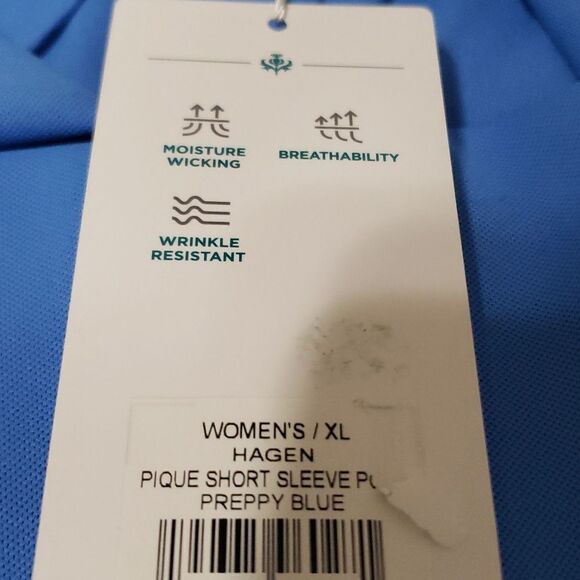 MOISTURE
WICKING
BREATHABILITY
WRINKLE
RESISTANT
WOMEN'S / XL
HAGEN
PIQUE SHORT SLEEVE
PREPPY BLUE